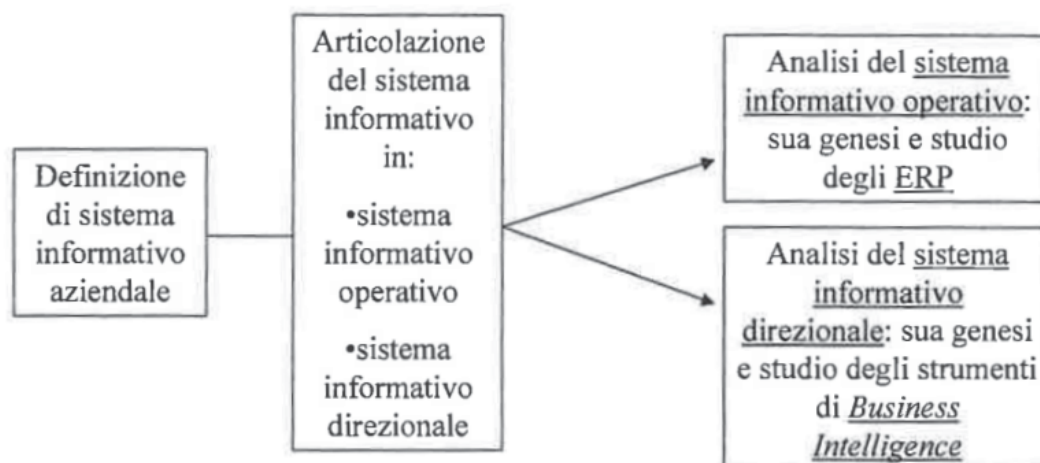 Definizione
di sistema
informativo
aziendale
Articolazione
del sistema
informativo
in:
•sistema
informativo
operativo
•sistema
informativo
direzionale
Analisi del sistema
informativo operativo:
sua genesi e studio
degli ERP
Analisi del sistema
informativo
direzionale: sua genesi
e studio degli strumenti
di Business
Intelligence